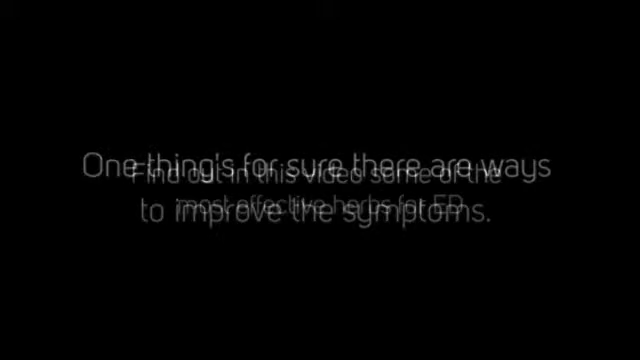 One thing's for sure there are ways
to improve the symptoms.
Find out in this video some of the
most effective herbs for ED